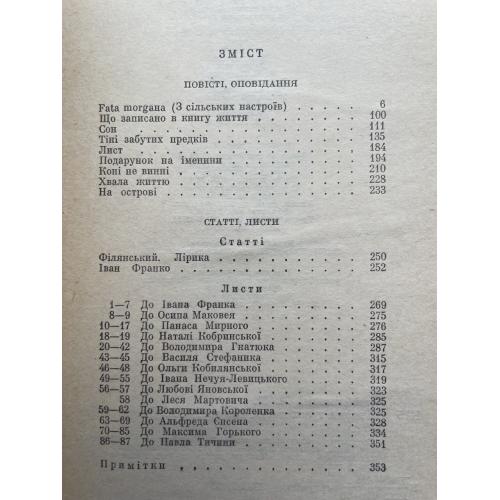 ЗМІСТ
ПОВІСТІ, ОПОВІДАННЯ
Fata morgana (З сільських настроїв) . . . . . . 6
Що записано в книгу життя . . . . . . . . . 100
Сон . . . . . . . . . . . . . . . . 111
Тіні забутих предків . . . . . . . . . . . 135
Лист . . . . . . . . . . . . . . . . 184
Подарунок на іменини . . . . . . . . . . 194
Коні не винні . . . . . . . . . . . . . 210
Хвала життю . . . . . . . . . . . . . 228
На острові . . . . . . . . . . . . . . 233
СТАТТІ, ЛИСТИ
Статті
Філянський. Лірика . . . . . . . . . . . 250
Іван Франко . . . . . . . . . . . . . 252
Листи
1—7 До Івана Франка . . . . . . . . . 269
8—9 До Осипа Маковея . . . . . . . . 275
10—17 До Панаса Мирного . . . . . . . . 276
18—19 До Наталі Кобринської . . . . . . . 285
20—42 До Володимира Гнатюка . . . . . . . 287
43—45 До Василя Стефаника . . . . . . . 315
46—48 До Ольги Кобилянської . . . . . . . 317
49—55 До Івана Нечуя-Левицького . . . . . . 319
56—57 До Любові Яновської . . . . . . . . 323
58 До Леся Мартовича . . . . . . . . 325
59—62 До Володимира Короленка . . . . . . 325
63—69 До Альфреда Єнсена . . . . . . . . 328
70—85 До Максима Горького . . . . . . . . 334
86—87 До Павла Тичини . . . . . . . . . 351
Примітки . . . . . . . . . . . . . . 353